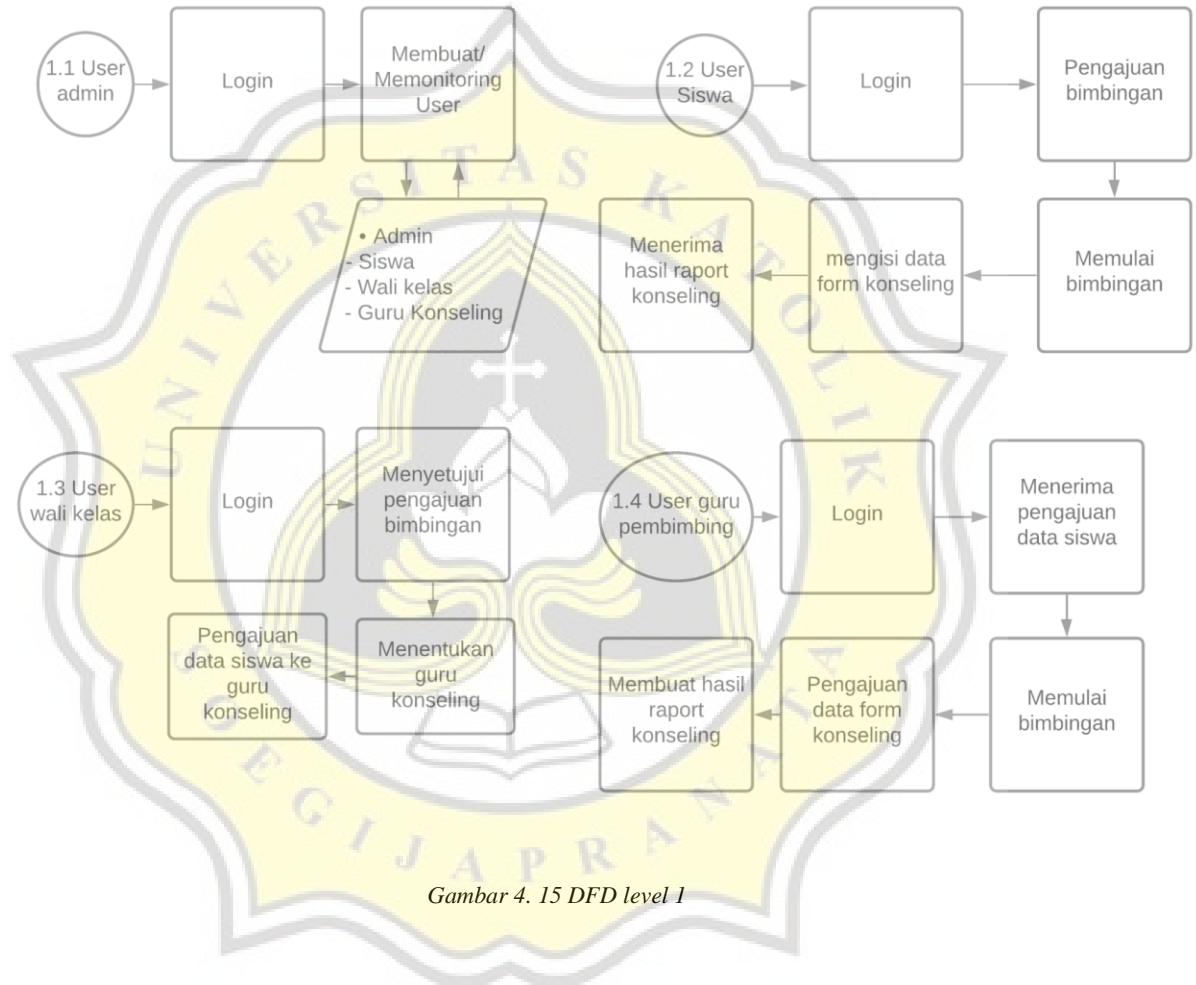 1.1 User
admin
Login
Membuat/
Memonitoring
User
• Admin
- Siswa
- Wali kelas
- Guru Konseling
1.2 User
Siswa
Login
Pengajuan
bimbingan
Memulai
bimbingan
mengisi data
form konseling
Menerima
hasil raport
konseling
1.3 User
wali kelas
Login
Menyetujui
pengajuan
bimbingan
Menentukan
guru
konseling
Pengajuan
data siswa ke
guru
konseling
1.4 User guru
pembimbing
Login
Menerima
pengajuan
data siswa
Memulai
bimbingan
Pengajuan
data form
konseling
Membuat hasil
raport
konseling
UNIVERSITAS KATOLIK
SOEGIJAPRANATA
Gambar 4. 15 DFD level 1